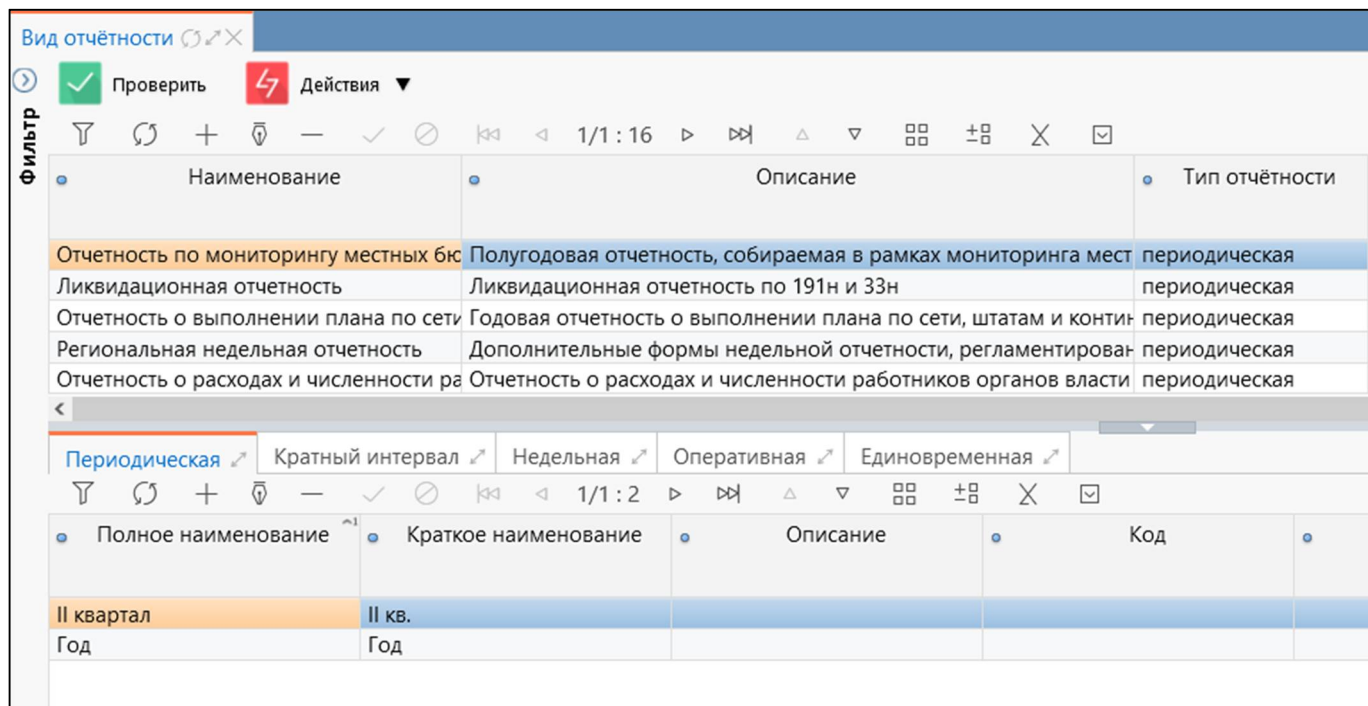 Вид отчётности
Проверить Действия
Фильтр
1/1 : 16
Наименование Описание Тип отчётности
Отчетность по мониторингу местных бю Полугодовая отчетность, собираемая в рамках мониторинга мест периодическая
Ликвидационная отчетность Ликвидационная отчетность по 191н и 33н периодическая
Отчетность о выполнении плана по сети Годовая отчетность о выполнении плана по сети, штатам и контин периодическая
Региональная недельная отчетность Дополнительные формы недельной отчетности, регламентирован периодическая
Отчетность о расходах и численности ра Отчетность о расходах и численности работников органов власти периодическая
Периодическая Кратный интервал Недельная Оперативная Единовременная
1/1 : 2
Полное наименование 1 Краткое наименование Описание Код
II квартал II кв.
Год Год